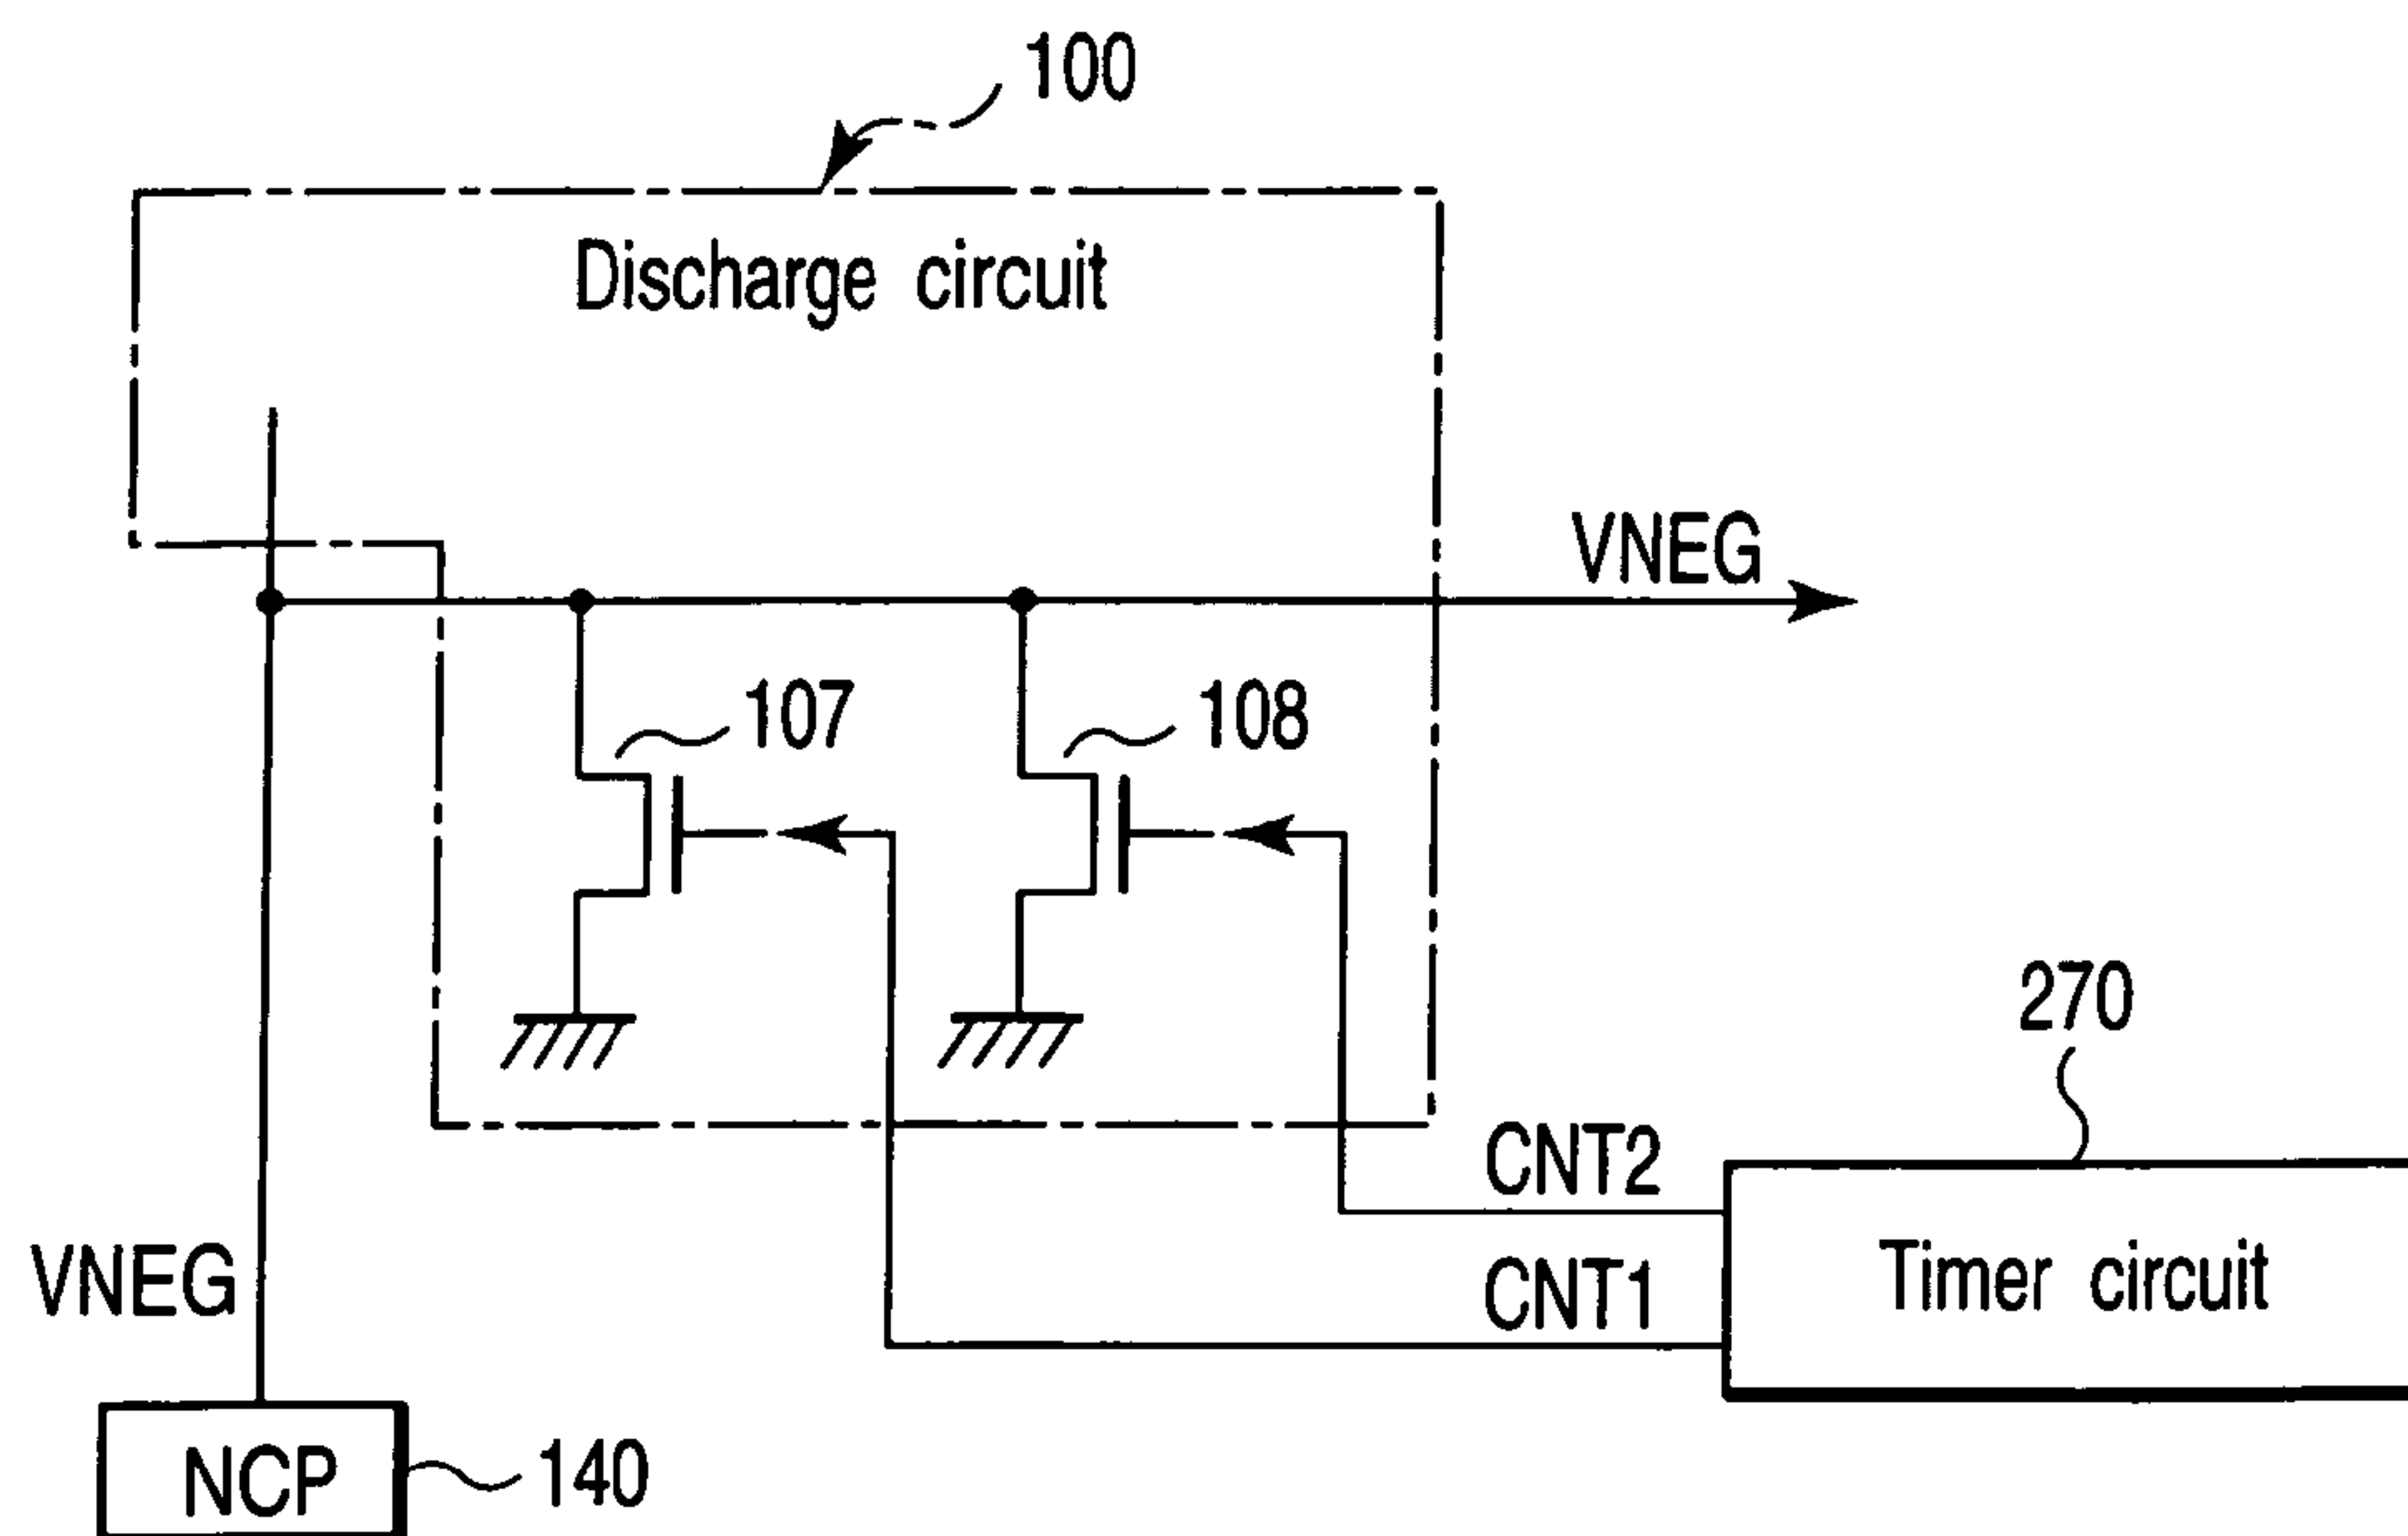 100
Discharge circuit
VNEG
107
108
270
CNT2
VNEG
CNT1
Timer circuit
NCP
140